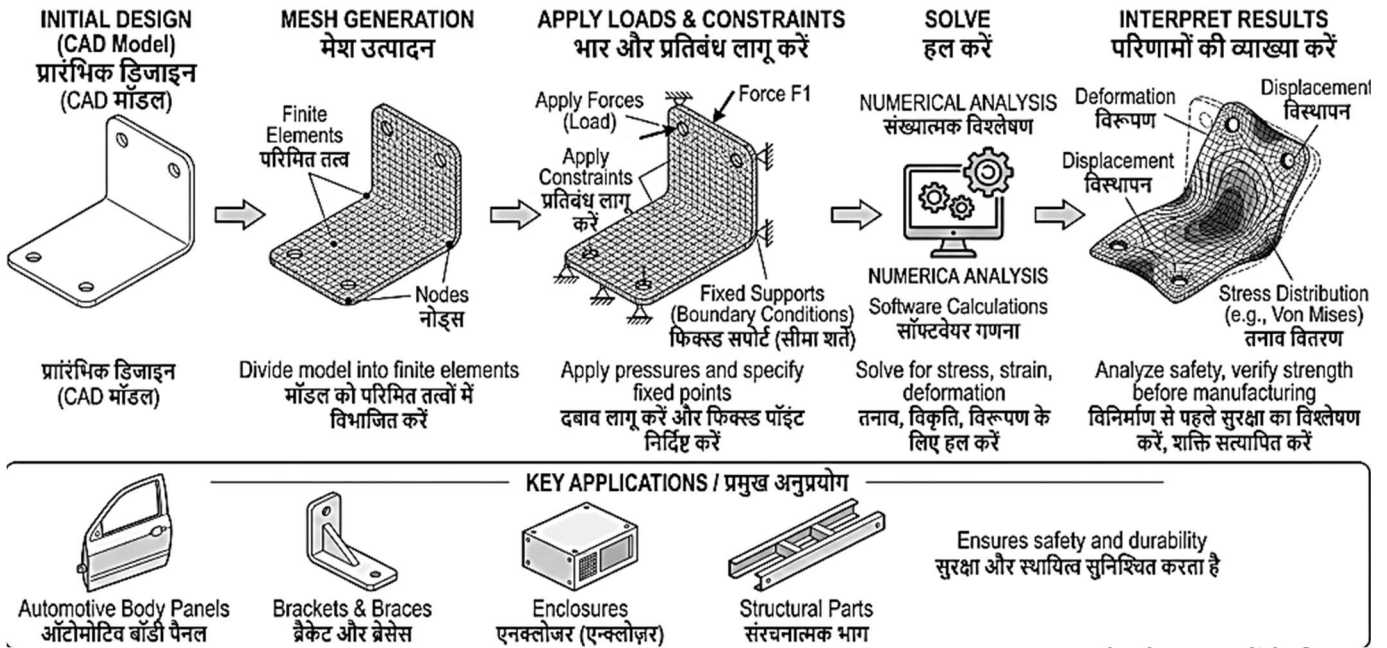 INITIAL DESIGN
(CAD Model)
प्रारंभिक डिजाइन
(CAD मॉडल)
प्रारंभिक डिजाइन
(CAD मॉडल)
MESH GENERATION
मेश उत्पादन
Finite
Elements
परिमित तत्व
Nodes
नोड्स
Divide model into finite elements
मॉडल को परिमित तत्वों में
विभाजित करें
APPLY LOADS & CONSTRAINTS
भार और प्रतिबंध लागू करें
Apply Forces
(Load)
Force F1
Apply
Constraints
प्रतिबंध लागू
करें
Fixed Supports
(Boundary Conditions)
फिक्स्ड सपोर्ट (सीमा शर्तें)
Apply pressures and specify
fixed points
दबाव लागू करें और फिक्स्ड पॉइंट
निर्दिष्ट करें
SOLVE
हल करें
NUMERICAL ANALYSIS
संख्यात्मक विश्लेषण
NUMERICA ANALYSIS
Software Calculations
सॉफ्टवेयर गणना
Solve for stress, strain,
deformation
तनाव, विकृति, विरूपण के
लिए हल करें
INTERPRET RESULTS
परिणामों की व्याख्या करें
Deformation
विरूपण
Displacement
विस्थापन
Displacement
विस्थापन
Stress Distribution
(e.g., Von Mises)
तनाव वितरण
Analyze safety, verify strength
before manufacturing
विनिर्माण से पहले सुरक्षा का विश्लेषण
करें, शक्ति सत्यापित करें
KEY APPLICATIONS / प्रमुख अनुप्रयोग
Automotive Body Panels
ऑटोमोटिव बॉडी पैनल
Brackets & Braces
ब्रैकेट और ब्रेसेस
Enclosures
एनक्लोजर (एन्क्लोज़र)
Structural Parts
संरचनात्मक भाग
Ensures safety and durability
सुरक्षा और स्थायित्व सुनिश्चित करता है